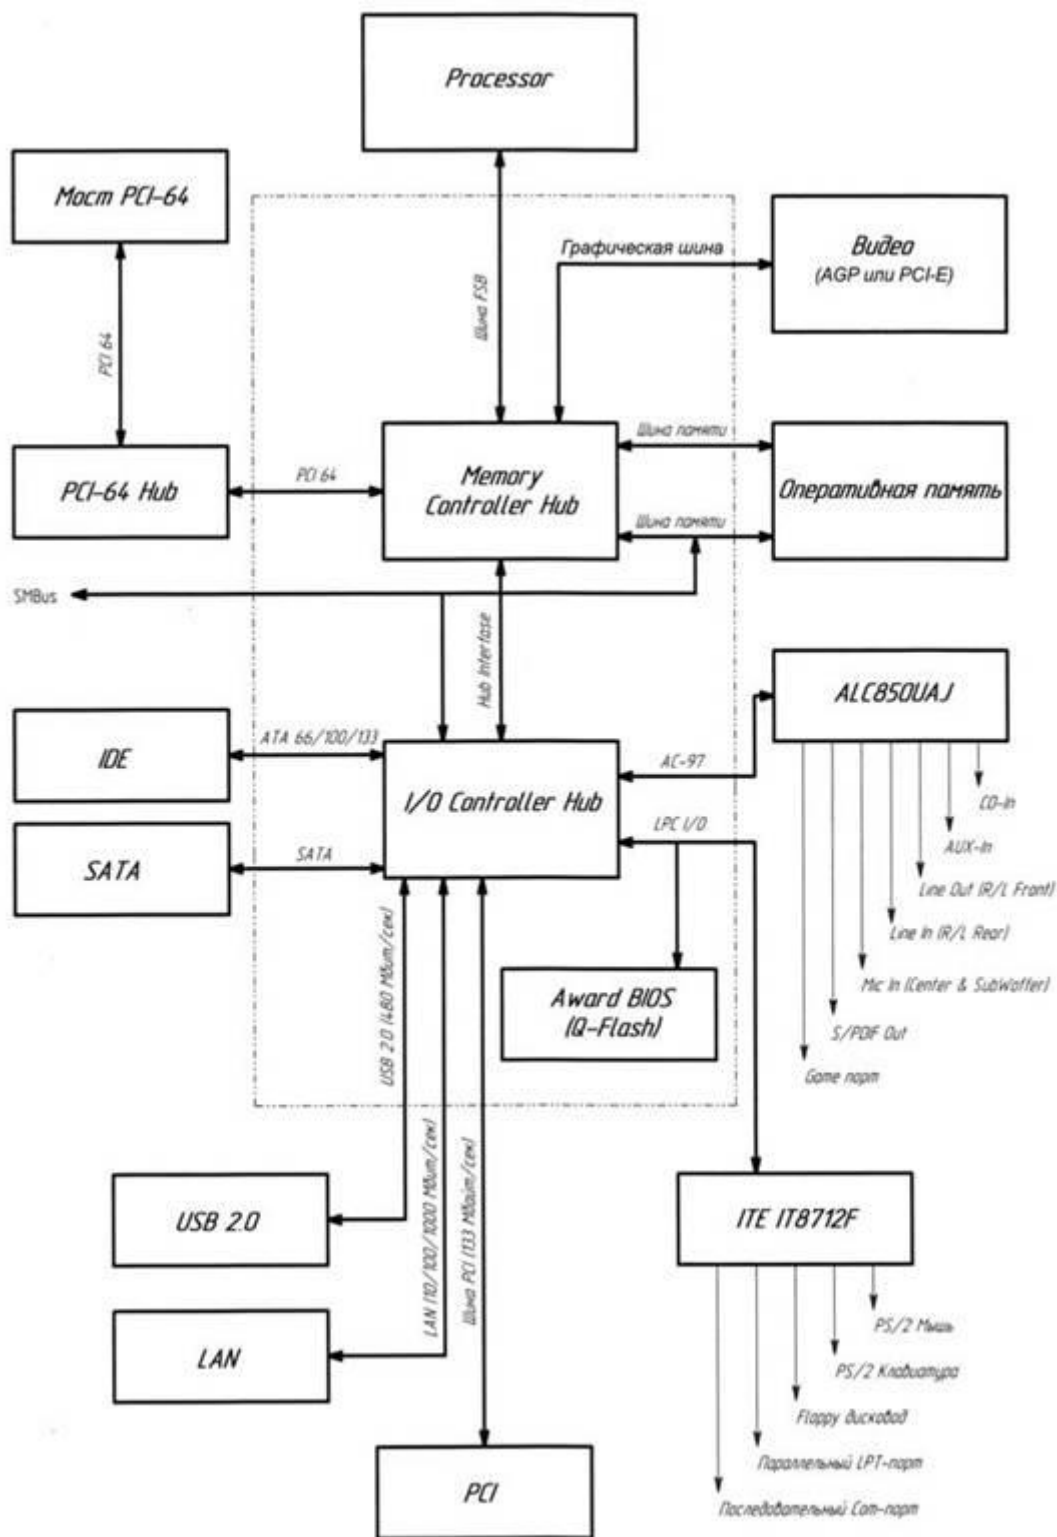 Processor
Мост PCI-64
Графическая шина
Видео
(AGP или PCI-E)
Шина FSB
PCI 64
PCI-64 Hub
PCI 64
Memory
Controller Hub
Шина памяти
Шина памяти
Оперативная память
SMBus
Hub Interfase
ALC850UAJ
IDE
ATA 66/100/133
I/O Controller Hub
AC-97
LPC I/O
SATA
SATA
CD-In
AUX-In
Line Out (R/L Front)
Line In (R/L Rear)
Mic In (Center & SubWoffer)
S/PDIF Out
Game порт
Award BIOS
(Q-Flash)
USB 2.0 (480 Мбит/сек)
LAN (10/100/1000 Мбит/сек)
Шина PCI (133 Мбайт/сек)
USB 2.0
LAN
PCI
ITE IT8712F
PS/2 Мышь
PS/2 Клавиатура
Floppy дисковод
Параллельный LPT-порт
Последовательный Com-порт